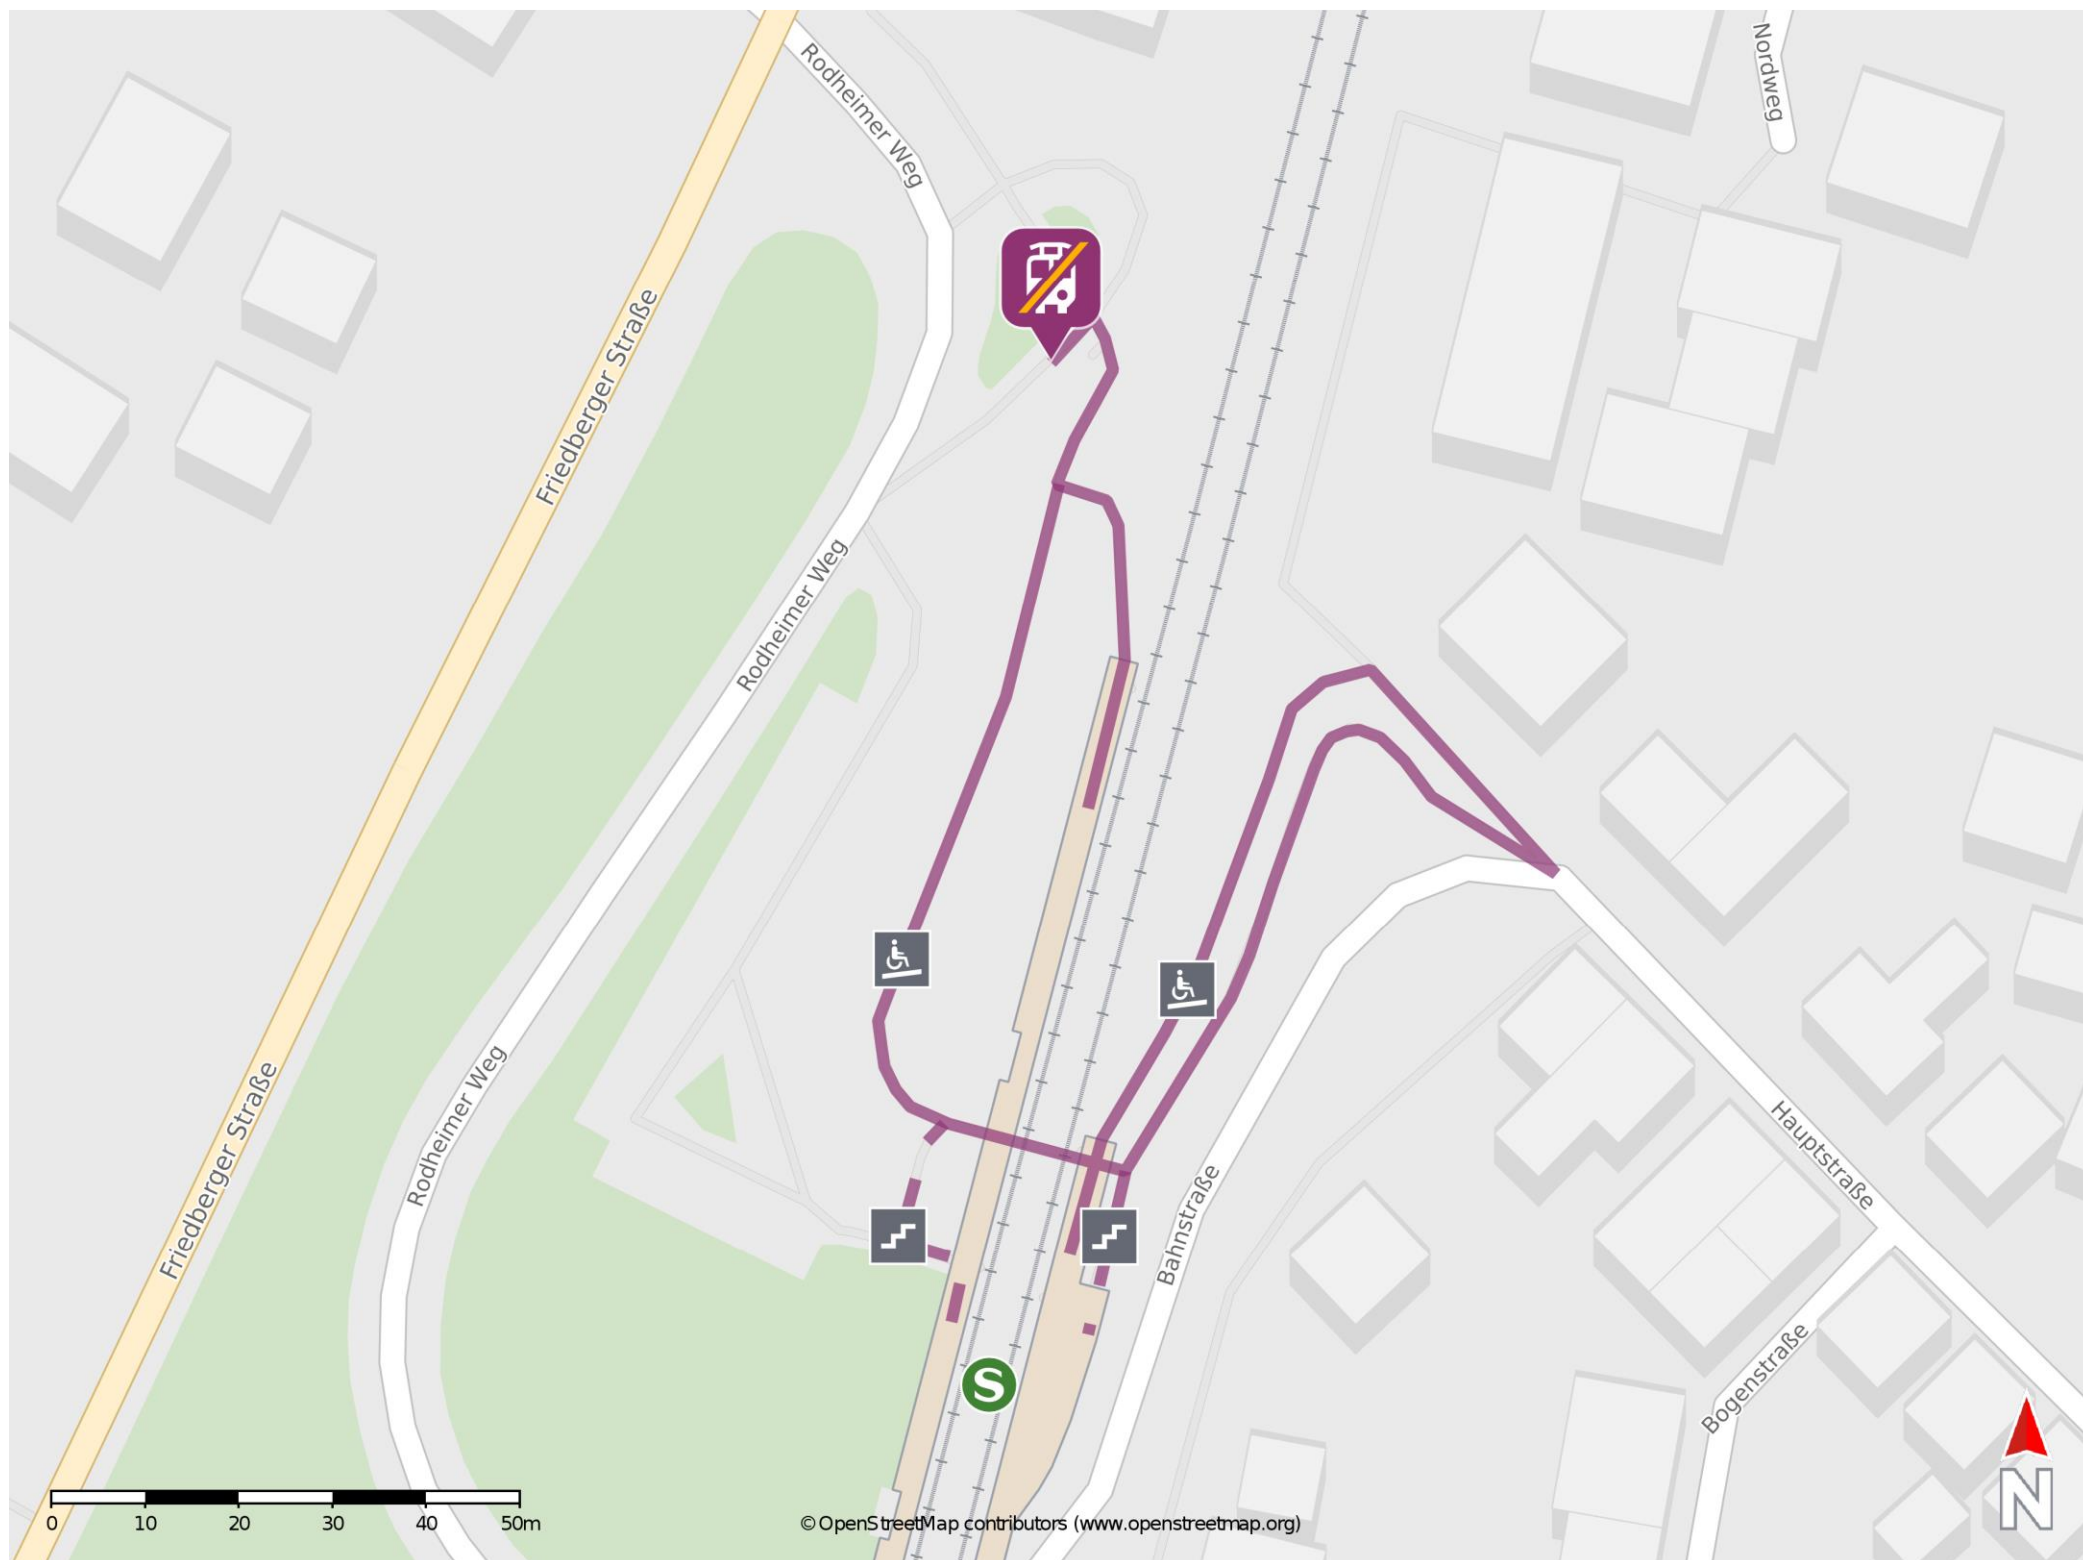 Nordweg
Rodheimer Weg
Friedberger Straße
Rodheimer Weg
Rodheimer Weg
Friedberger Straße
Hauptstraße
Bahnstraße
Bogenstraße
S
N
0 10 20 30 40 50m
© OpenStreetMap contributors (www.openstreetmap.org)